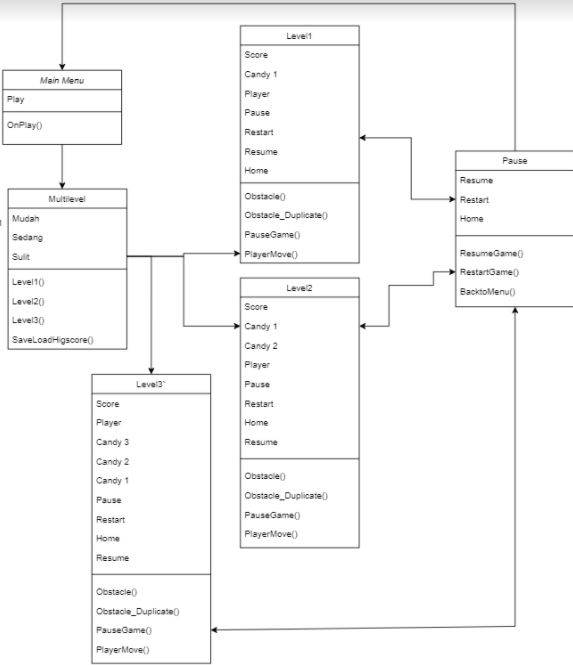 Main Menu
Play
OnPlay()
Multilevel
Mudah
Sedang
Sulit
Level1()
Level2()
Level3()
SaveLoadHigscore()
Level1
Score
Candy 1
Player
Pause
Restart
Resume
Home
Obstacle()
Obstacle_Duplicate()
PauseGame()
PlayerMove()
Level2
Score
Candy 1
Candy 2
Player
Pause
Restart
Home
Resume
Obstacle()
Obstacle_Duplicate()
PauseGame()
PlayerMove()
Level3`
Score
Player
Candy 3
Candy 2
Candy 1
Pause
Restart
Home
Resume
Obstacle()
Obstacle_Duplicate()
PauseGame()
PlayerMove()
Pause
Resume
Restart
Home
ResumeGame()
RestartGame()
BacktoMenu()